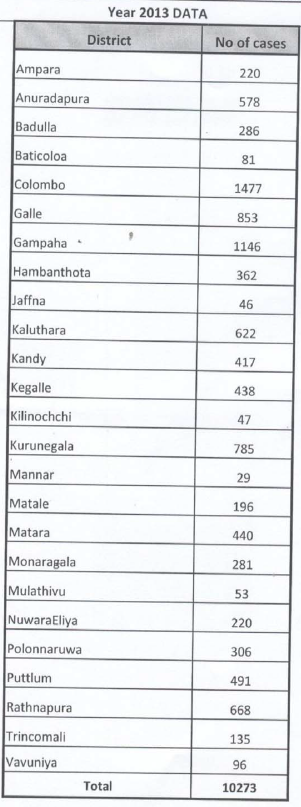 Year 2013 DATA
District No of cases
Ampara 220
Anuradapura 578
Badulla 286
Baticoloa 81
Colombo 1477
Galle 853
Gampaha 1146
Hambanthota 362
Jaffna 46
Kaluthara 622
Kandy 417
Kegalle 438
Kilinochchi 47
Kurunegala 785
Mannar 29
Matale 196
Matara 440
Monaragala 281
Mulathivu 53
NuwaraEliya 220
Polonnaruwa 306
Puttlum 491
Rathnapura 668
Trincomali 135
Vavuniya 96
Total 10273